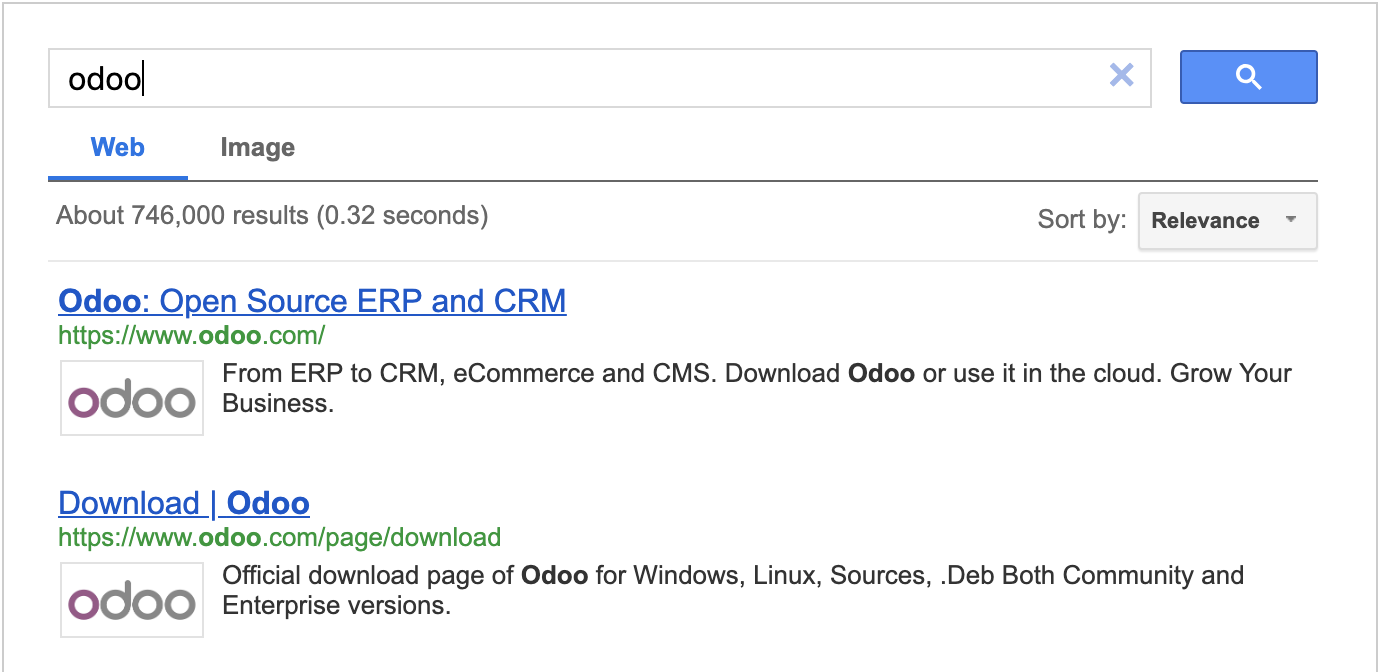 odoo
Web Image
About 746,000 results (0.32 seconds)
Sort by: Relevance
Odoo: Open Source ERP and CRM
https://www.odoo.com/
odoo
From ERP to CRM, eCommerce and CMS. Download Odoo or use it in the cloud. Grow Your
Business.
Download | Odoo
https://www.odoo.com/page/download
odoo
Official download page of Odoo for Windows, Linux, Sources, .Deb Both Community and
Enterprise versions.